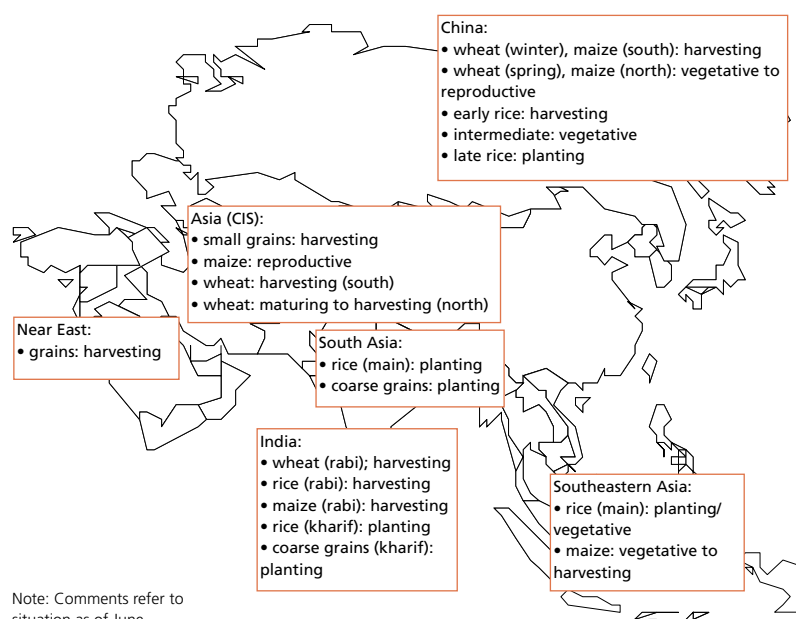 China:
• wheat (winter), maize (south): harvesting
• wheat (spring), maize (north): vegetative to
reproductive
• early rice: harvesting
• intermediate: vegetative
• late rice: planting
Asia (CIS):
• small grains: harvesting
• maize: reproductive
• wheat: harvesting (south)
• wheat: maturing to harvesting (north)
Near East:
• grains: harvesting
South Asia:
• rice (main): planting
• coarse grains: planting
India:
• wheat (rabi); harvesting
• rice (rabi): harvesting
• maize (rabi): harvesting
• rice (kharif): planting
• coarse grains (kharif):
planting
Southeastern Asia:
• rice (main): planting/
vegetative
• maize: vegetative to
harvesting
Note: Comments refer to
situation as of June